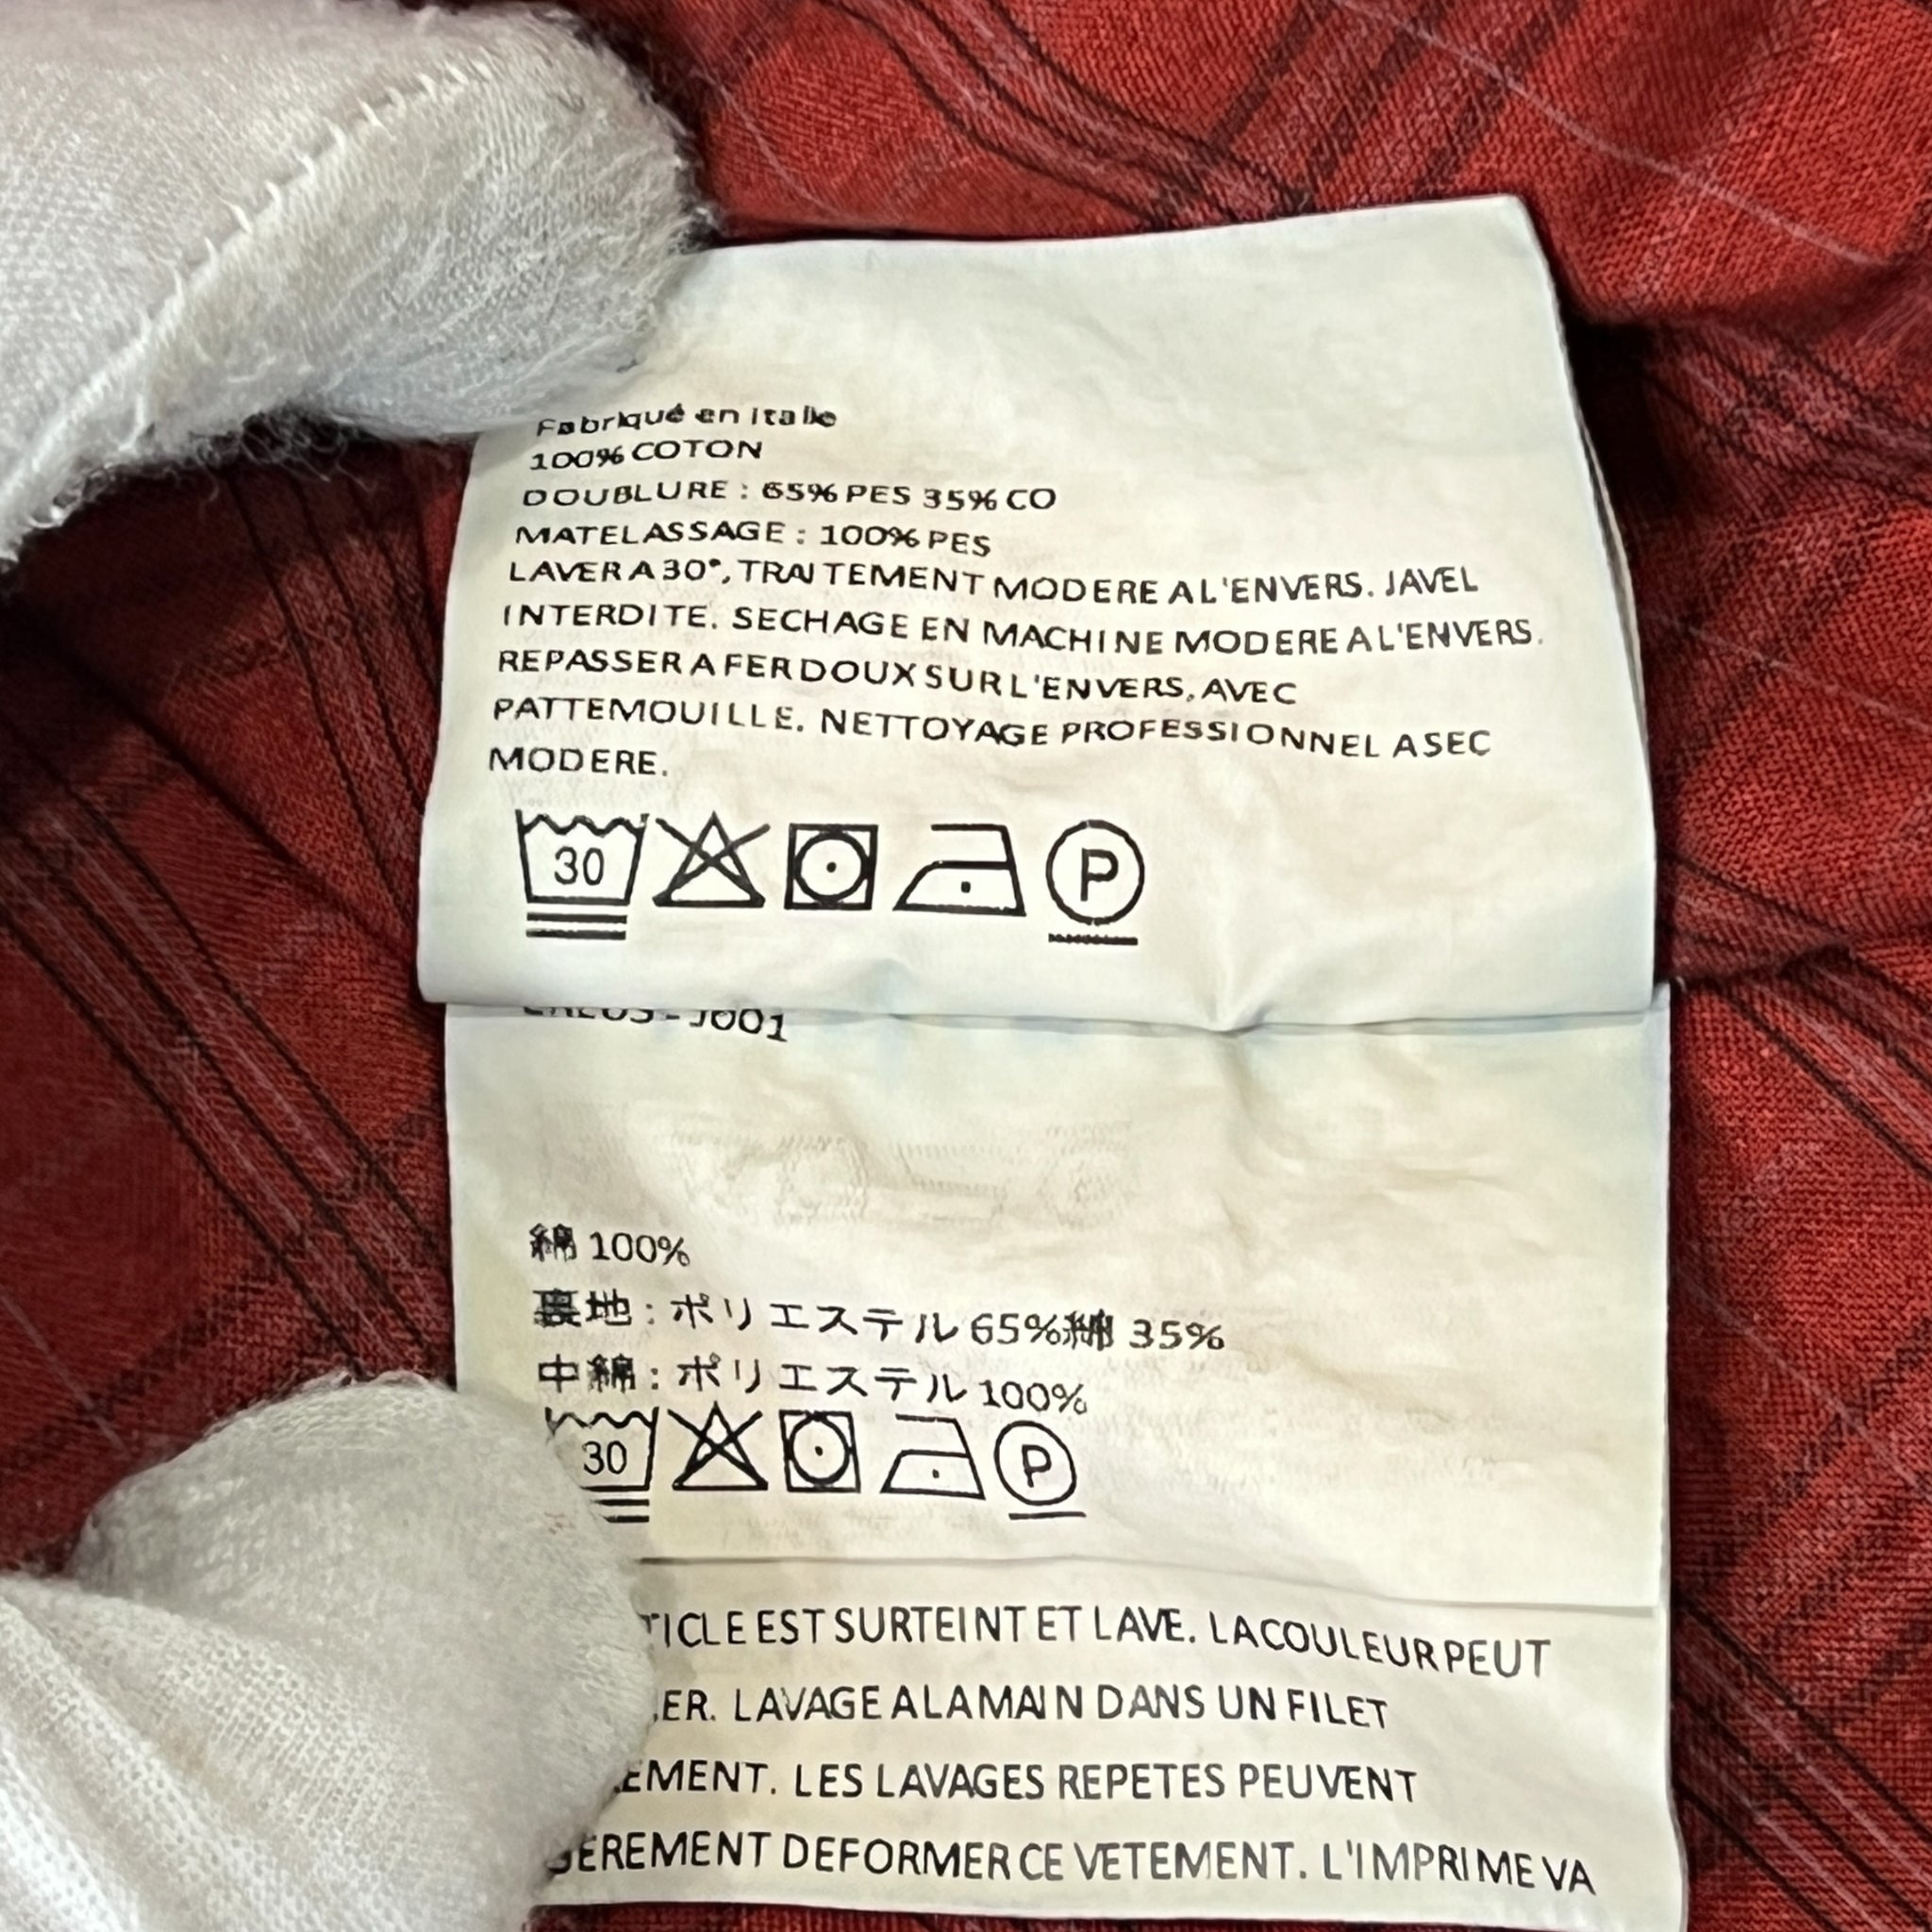 Fabriqué en Italie
100% COTON
DOUBLURE : 65% PES 35% CO
MATELASSAGE : 100% PES
LAVER A 30°, TRAITEMENT MODERE A L'ENVERS. JAVEL
INTERDITE. SECHAGE EN MACHINE MODERE A L'ENVERS.
REPASSER A FER DOUX SUR L'ENVERS, AVEC
PATTEMOUILLE. NETTOYAGE PROFESSIONNEL A SEC
MODERE.
30 P
J001
綿 100%
裏地 : ポリエステル 65%綿 35%
中綿 : ポリエステル 100%
30 P
TICLE EST SURTEINT ET LAVE. LA COULEUR PEUT
ER. LAVAGE A LA MAIN DANS UN FILET
EMENT. LES LAVAGES REPETES PEUVENT
GEREMENT DEFORMER CE VETEMENT. L'IMPRIME VA